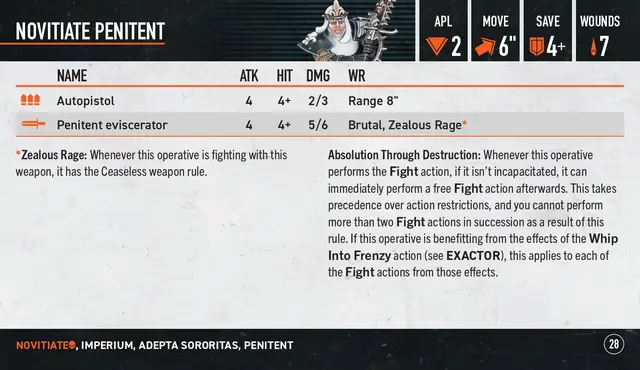 NOVITIATE PENITENT
APL
2
MOVE
6"
SAVE
4+
WOUNDS
7
NAME ATK HIT DMG WR
Autopistol 4 4+ 2/3 Range 8"
Penitent eviscerator 4 4+ 5/6 Brutal, Zealous Rage*
*Zealous Rage: Whenever this operative is fighting with this
weapon, it has the Ceaseless weapon rule.
Absolution Through Destruction: Whenever this operative
performs the Fight action, if it isn't incapacitated, it can
immediately perform a free Fight action afterwards. This takes
precedence over action restrictions, and you cannot perform
more than two Fight actions in succession as a result of this
rule. If this operative is benefitting from the effects of the Whip
Into Frenzy action (see EXACTOR), this applies to each of
the Fight actions from those effects.
NOVITIATE, IMPERIUM, ADEPTA SORORITAS, PENITENT
28